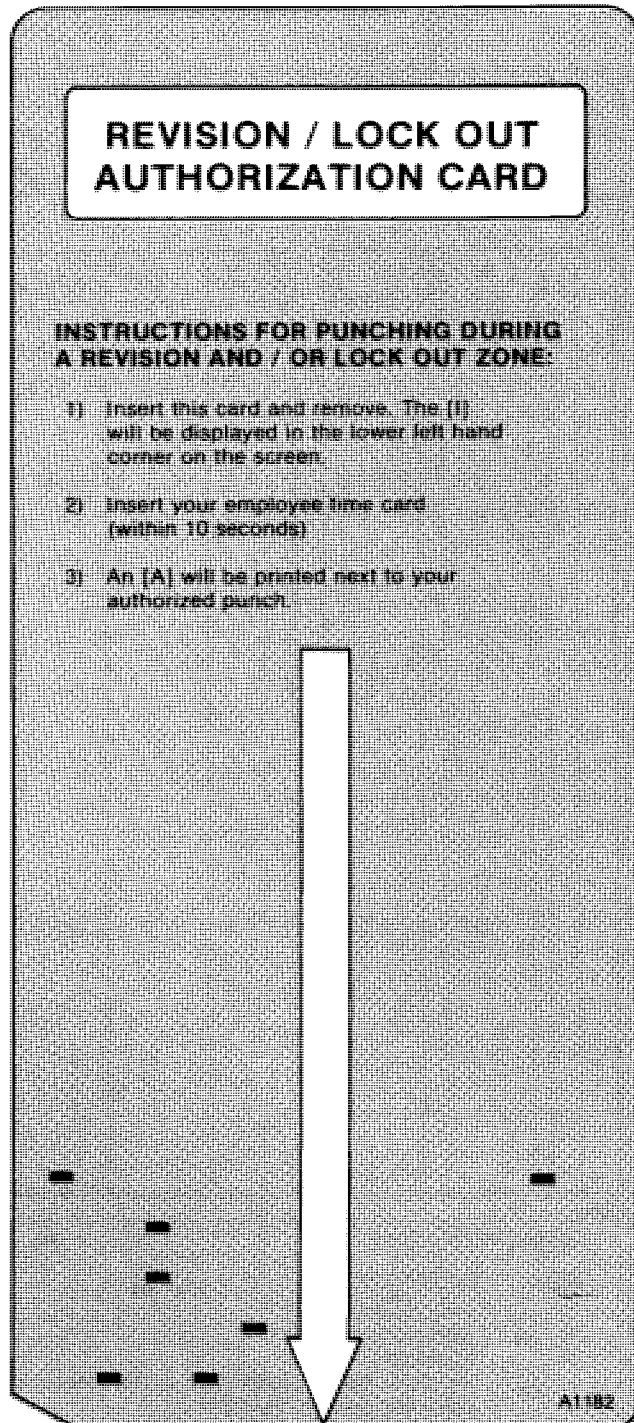 REVISION / LOCK OUT
AUTHORIZATION CARD
INSTRUCTIONS FOR PUNCHING DURING
A REVISION AND / OR LOCK OUT ZONE:
1) Insert this card and remove. The [I]
will be displayed in the lower left hand
corner on the screen.
2) Insert your employee time card
(within 10 seconds)
3) An [A] will be printed next to your
authorized punch.
A1182